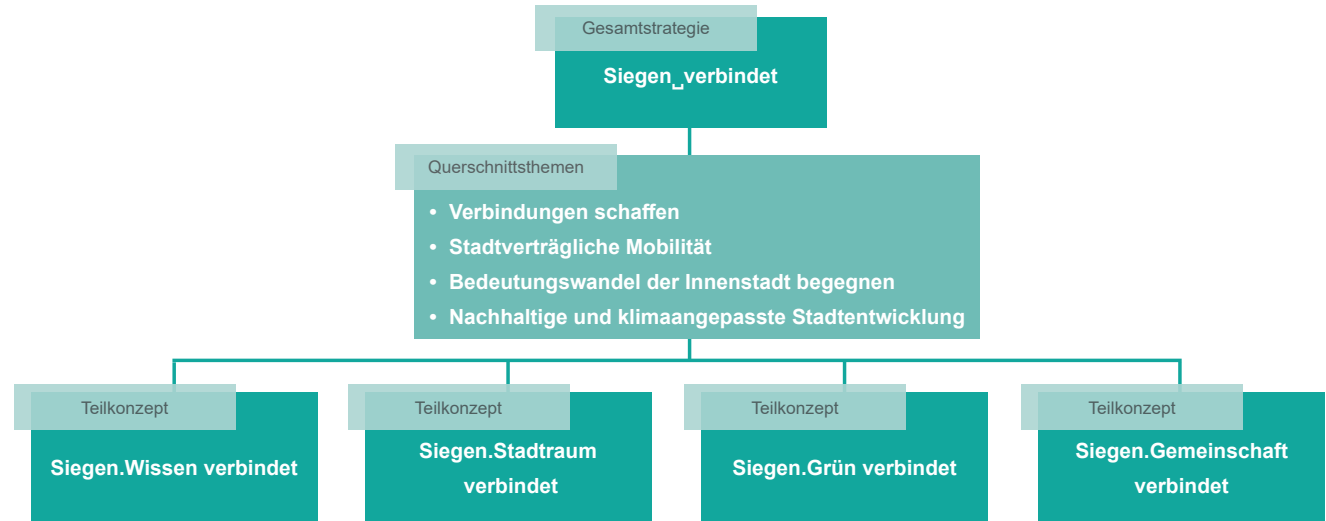 Gesamtstrategie
Siegen␣verbindet
Querschnittsthemen
• Verbindungen schaffen
• Stadtverträgliche Mobilität
• Bedeutungswandel der Innenstadt begegnen
• Nachhaltige und klimaangepasste Stadtentwicklung
Teilkonzept
Siegen.Wissen verbindet
Teilkonzept
Siegen.Stadtraum
verbindet
Teilkonzept
Siegen.Grün verbindet
Teilkonzept
Siegen.Gemeinschaft
verbindet